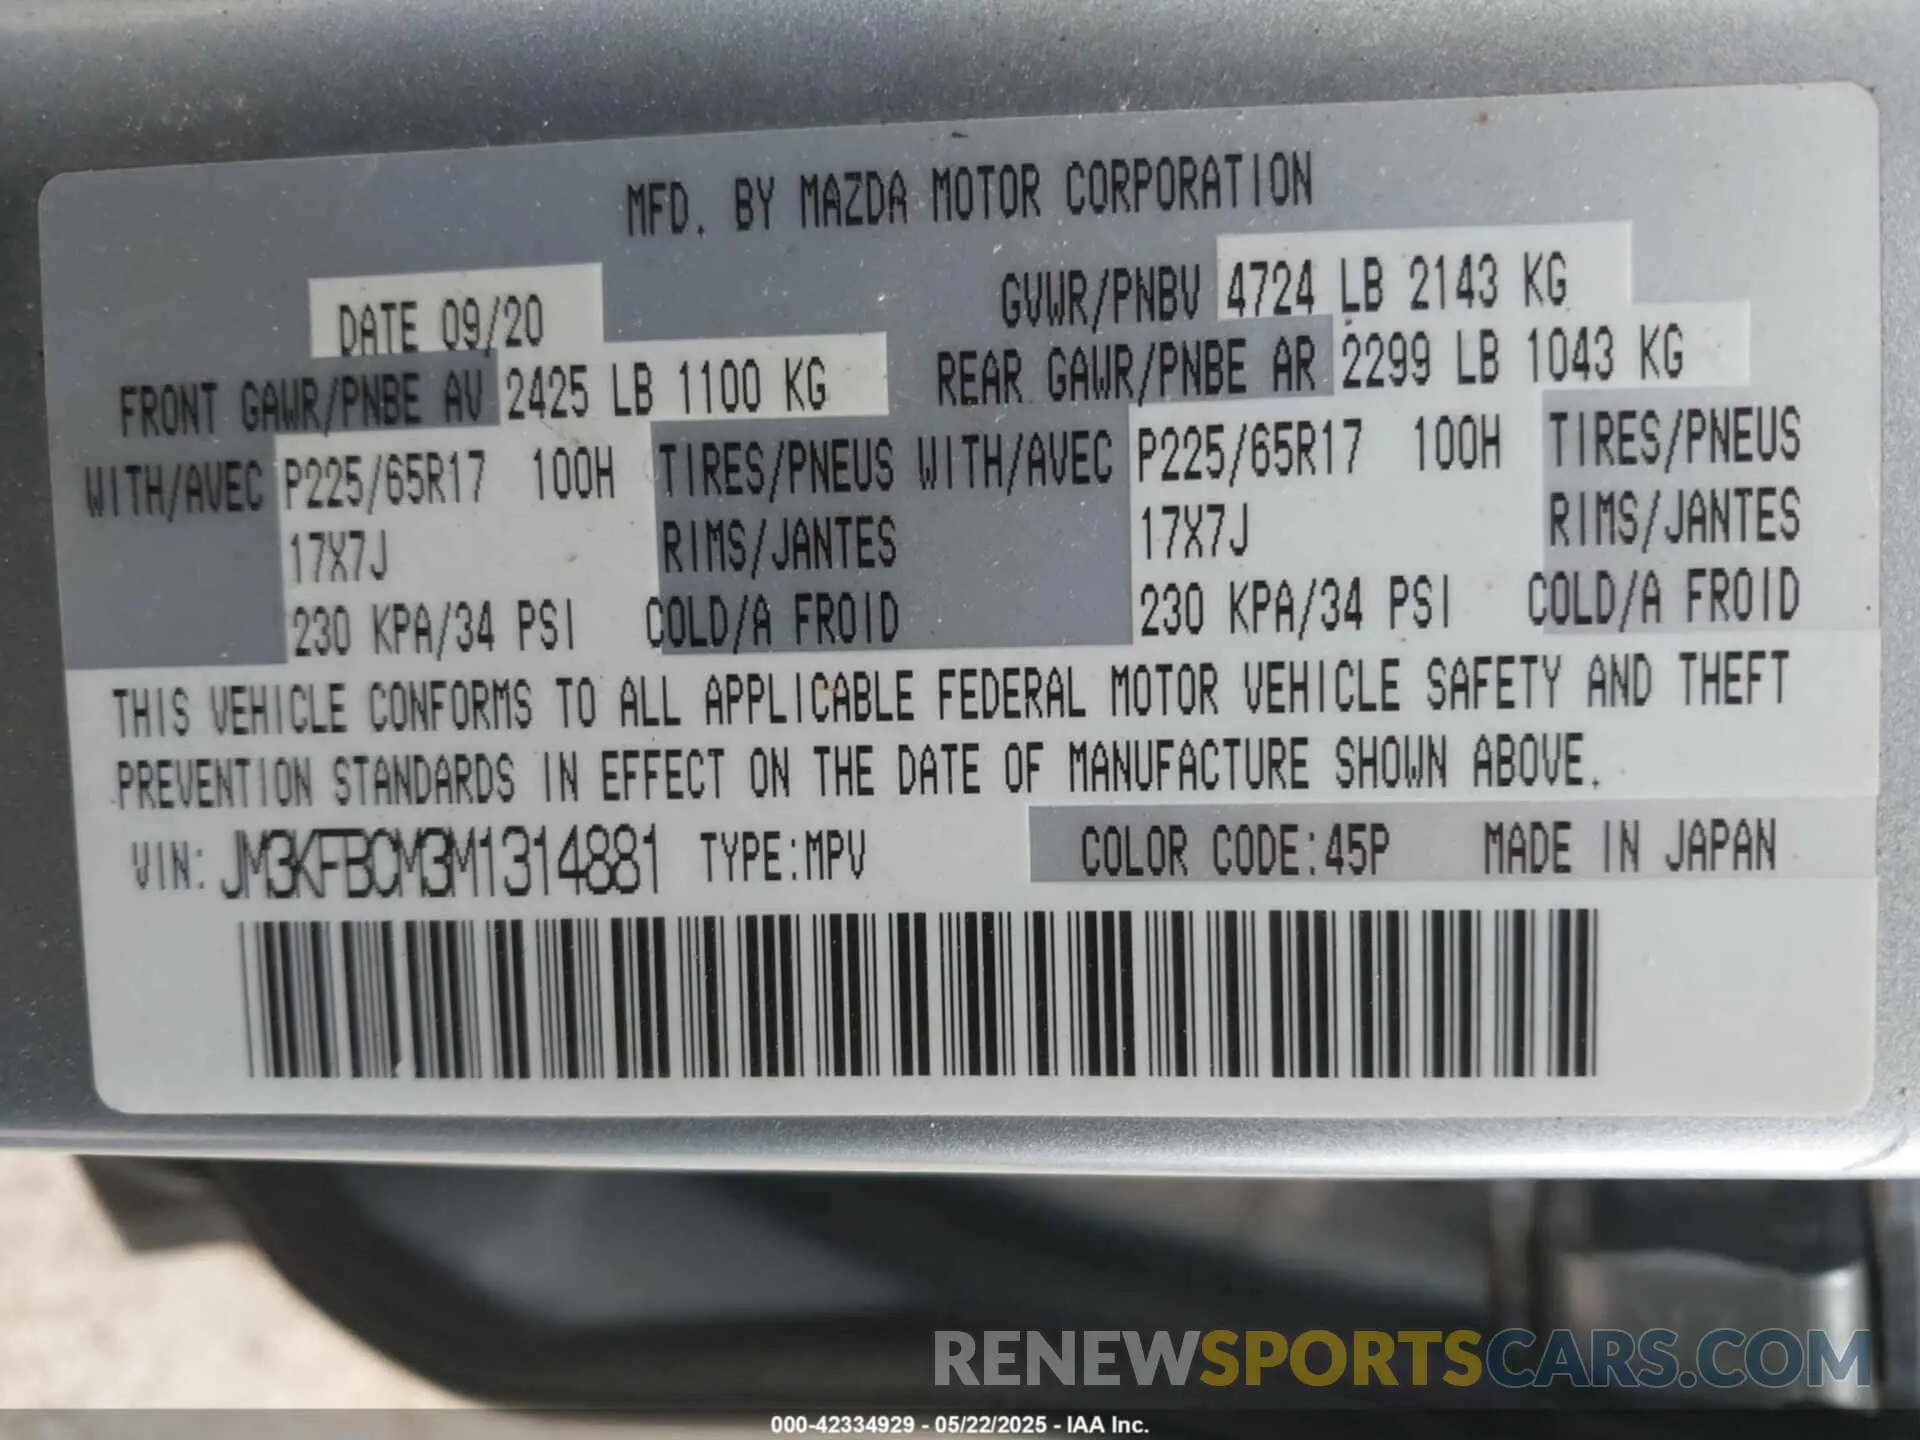 MFD. BY MAZDA MOTOR CORPORATION
DATE 09/20 GVWR/PNBV 4724 LB 2143 KG
FRONT GAWR/PNBE AV 2425 LB 1100 KG REAR GAWR/PNBE AR 2299 LB 1043 KG
WITH/AVEC P225/65R17 100H TIRES/PNEUS WITH/AVEC P225/65R17 100H TIRES/PNEUS
17X7J RIMS/JANTES 17X7J RIMS/JANTES
230 KPA/34 PSI COLD/A FROID 230 KPA/34 PSI COLD/A FROID
THIS VEHICLE CONFORMS TO ALL APPLICABLE FEDERAL MOTOR VEHICLE SAFETY AND THEFT
PREVENTION STANDARDS IN EFFECT ON THE DATE OF MANUFACTURE SHOWN ABOVE.
VIN: JM3KFBCM3M1314881 TYPE:MPV COLOR CODE:45P MADE IN JAPAN
RENEWSPORTSCARS.COM
000-42334929 - 05/22/2025 - IAA Inc.